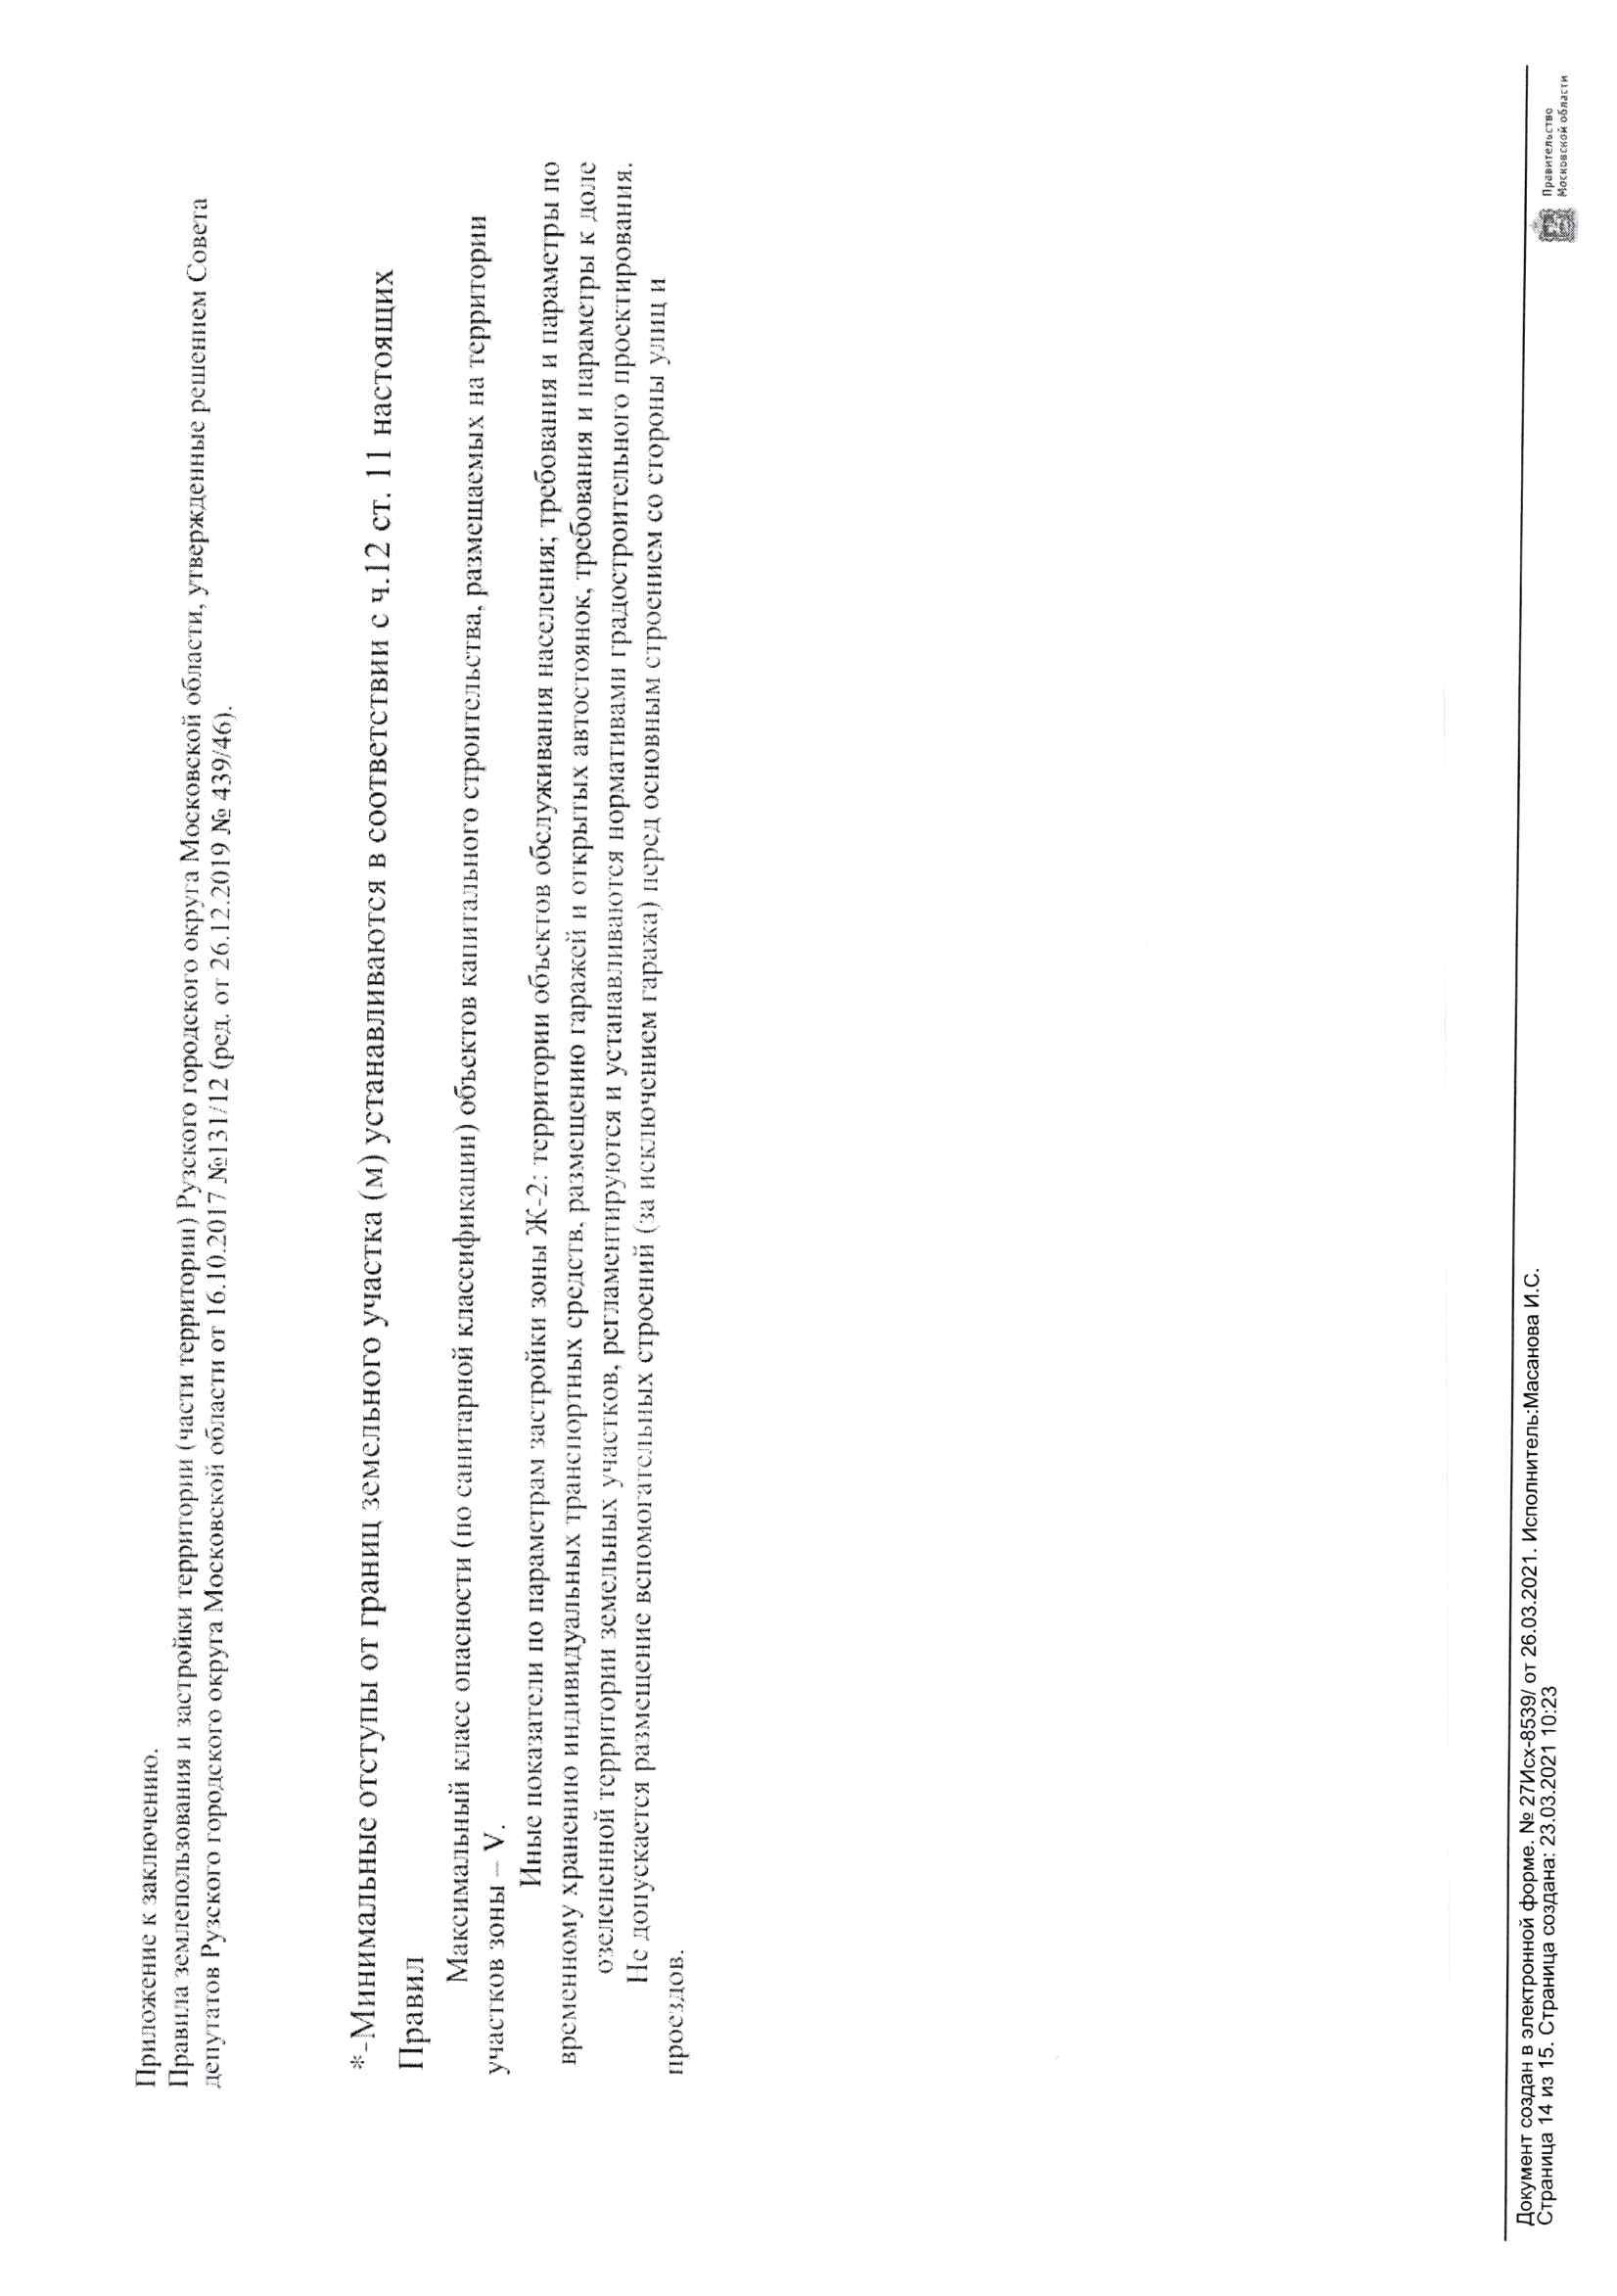 Приложение к заключению.
Правила землепользования и застройки территории (части территории) Рузского городского округа Московской области, утвержденные решением Совета
депутатов Рузского городского округа Московской области от 16.10.2017 №131/12 (ред. от 26.12.2019 № 439/46).
*-Минимальные отступы от границ земельного участка (м) устанавливаются в соответствии с ч.12 ст. 11 настоящих
Правил
Максимальный класс опасности (по санитарной классификации) объектов капитального строительства, размещаемых на территории
участков зоны – V.
Иные показатели по параметрам застройки зоны Ж-2: территории объектов обслуживания населения; требования и параметры по
временному хранению индивидуальных транспортных средств, размещению гаражей и открытых автостоянок, требования и параметры к доле
озелененной территории земельных участков, регламентируются и устанавливаются нормативами градостроительного проектирования.
Не допускается размещение вспомогательных строений (за исключением гаража) перед основным строением со стороны улиц и
проездов.
Документ создан в электронной форме. № 27Исх-8539/ от 26.03.2021. Исполнитель:Масанова И.С.
Страница 14 из 15. Страница создана: 23.03.2021 10:23
Правительство
Московской области